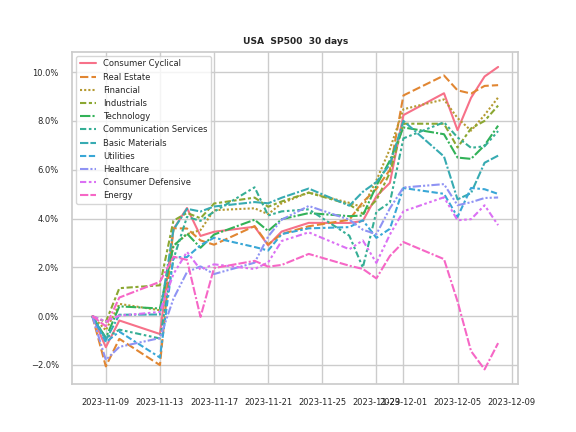 USA SP500 30 days
Consumer Cyclical
Real Estate
Financial
Industrials
Technology
Communication Services
Basic Materials
Utilities
Healthcare
Consumer Defensive
Energy
10.0%
8.0%
6.0%
4.0%
2.0%
0.0%
−2.0%
2023-11-09 2023-11-13 2023-11-17 2023-11-21 2023-11-25 2023-11-29 2023-12-01 2023-12-05 2023-12-09